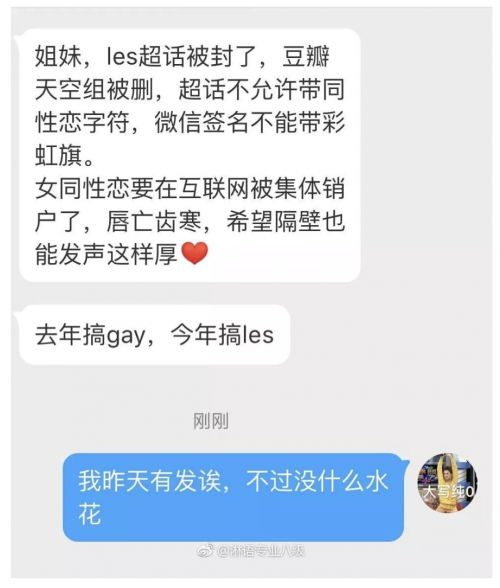 姐妹，les超话被封了，豆瓣
天空组被删，超话不允许带同
性恋字符，微信签名不能带彩
虹旗。
女同性恋要在互联网被集体销
户了，唇亡齿寒，希望隔壁也
能发声这样厚❤️
去年搞gay，今年搞les
刚刚
我昨天有发诶，不过没什么水
花
大写纯0
@淋语专业八级